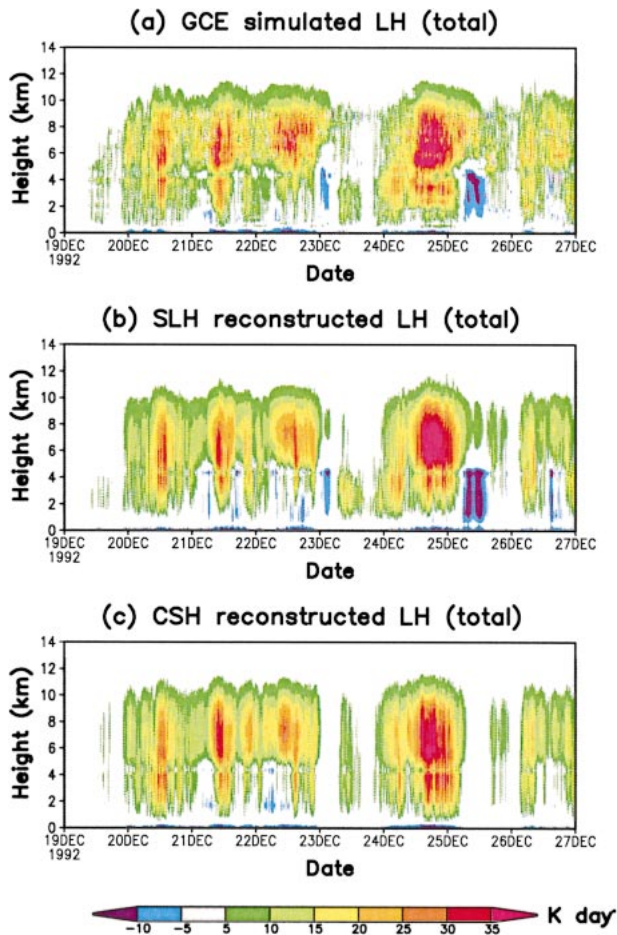 (a) GCE simulated LH (total)
14
12
10
8
6
4
2
0
Height (km)
19DEC 20DEC 21DEC 22DEC 23DEC 24DEC 25DEC 26DEC 27DEC
1992
Date
(b) SLH reconstructed LH (total)
14
12
10
8
6
4
2
0
Height (km)
19DEC 20DEC 21DEC 22DEC 23DEC 24DEC 25DEC 26DEC 27DEC
1992
Date
(c) CSH reconstructed LH (total)
14
12
10
8
6
4
2
0
Height (km)
19DEC 20DEC 21DEC 22DEC 23DEC 24DEC 25DEC 26DEC 27DEC
1992
Date
-10 -5 5 10 15 20 25 30 35 K day